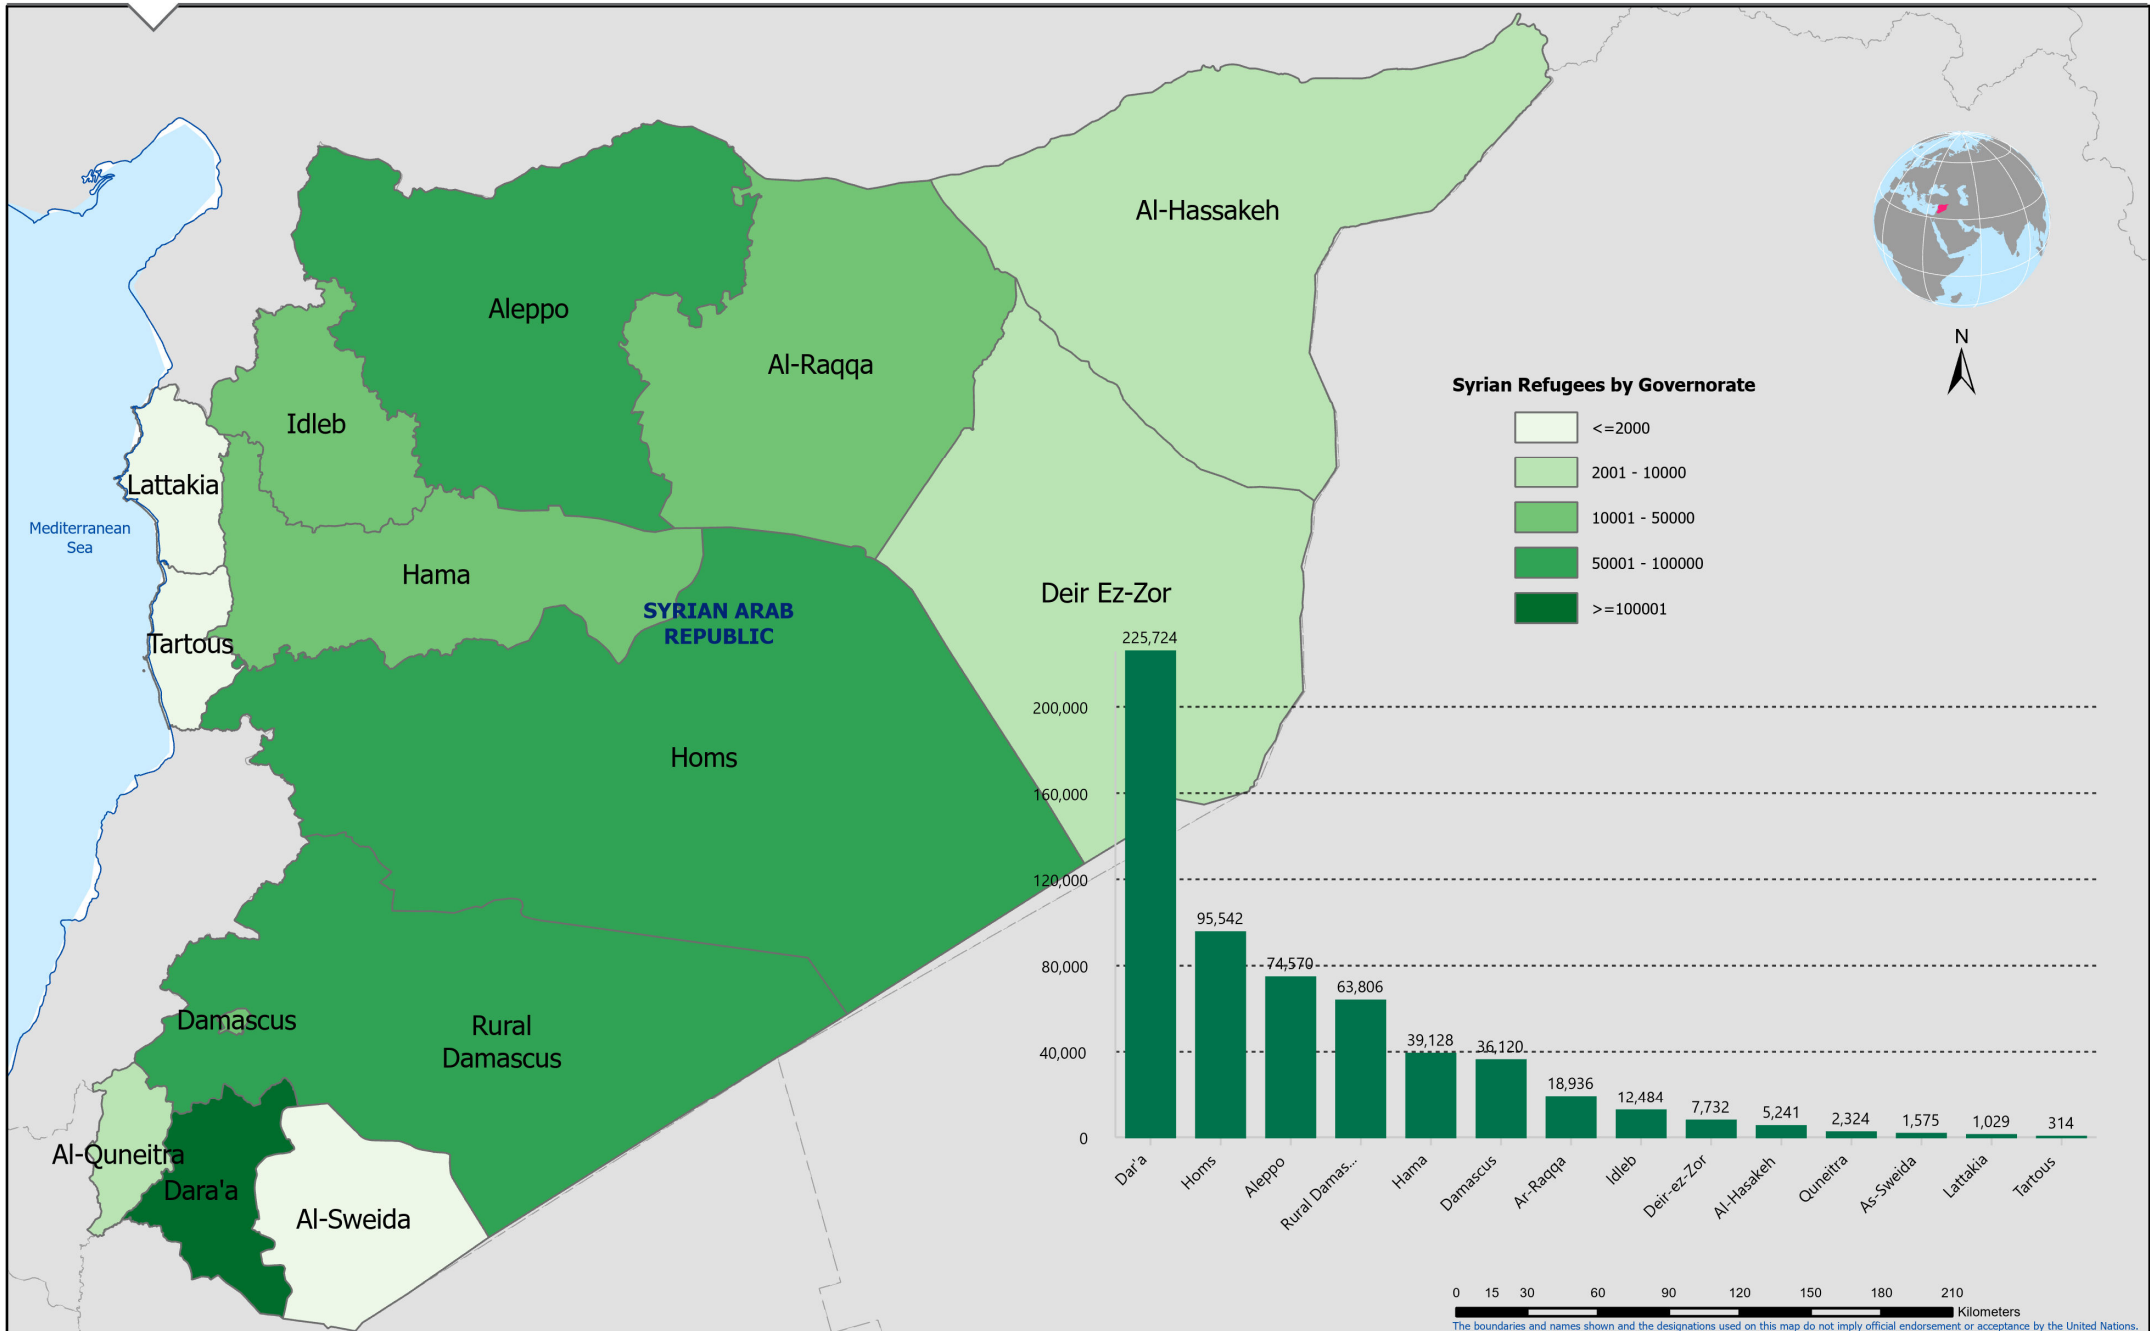 Al-Hassakeh
Aleppo
Al-Raqqa
Idleb
Lattakia
Mediterranean
Sea
Hama
Deir Ez-Zor
SYRIAN ARAB
REPUBLIC
Tartous
Homs
Damascus
Rural
Damascus
Al-Quneitra
Dara'a
Al-Sweida
N
Syrian Refugees by Governorate
<=2000
2001 - 10000
10001 - 50000
50001 - 100000
>=100001
225,724
200,000
160,000
120,000
95,542
80,000
74,570
63,806
40,000
39,128
36,120
18,936
12,484
7,732
5,241
2,324
1,575
1,029
314
0
Dar'a
Homs
Aleppo
Rural Damas...
Hama
Damascus
Ar-Raqqa
Idleb
Deir-ez-Zor
Al-Hasakeh
Quneitra
As-Sweida
Lattakia
Tartous
0 15 30 60 90 120 150 180 210
Kilometers
The boundaries and names shown and the designations used on this map do not imply official endorsement or acceptance by the United Nations.